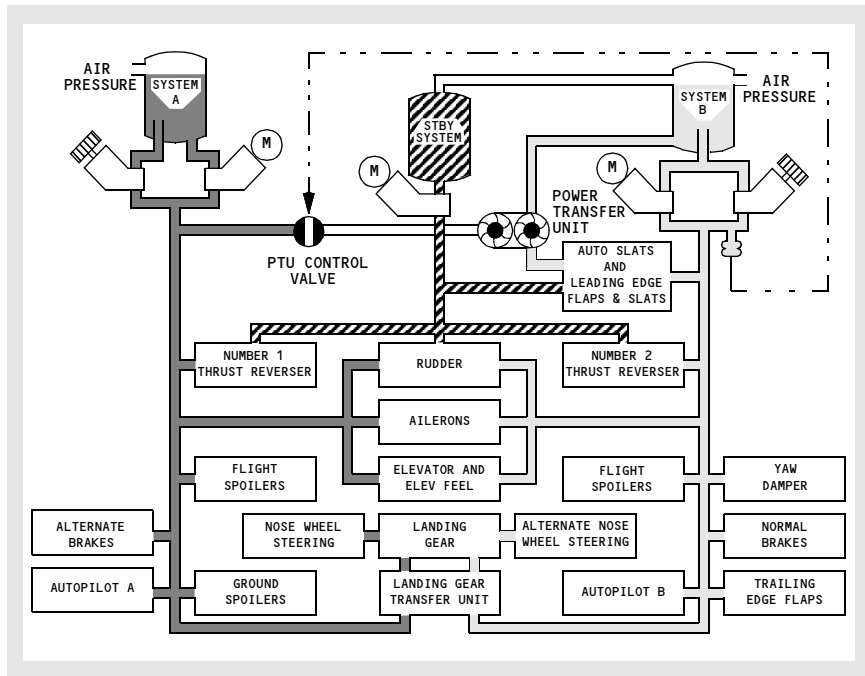 AIR
PRESSURE
SYSTEM
A
M
STBY
SYSTEM
M
SYSTEM
B
AIR
PRESSURE
M
POWER
TRANSFER
UNIT
PTU CONTROL
VALVE
AUTO SLATS
AND
LEADING EDGE
FLAPS & SLATS
NUMBER 1
THRUST REVERSER
RUDDER
NUMBER 2
THRUST REVERSER
AILERONS
FLIGHT
SPOILERS
ELEVATOR AND
ELEV FEEL
FLIGHT
SPOILERS
YAW
DAMPER
ALTERNATE
BRAKES
NOSE WHEEL
STEERING
LANDING
GEAR
ALTERNATE NOSE
WHEEL STEERING
NORMAL
BRAKES
AUTOPILOT A
GROUND
SPOILERS
LANDING GEAR
TRANSFER UNIT
AUTOPILOT B
TRAILING
EDGE FLAPS